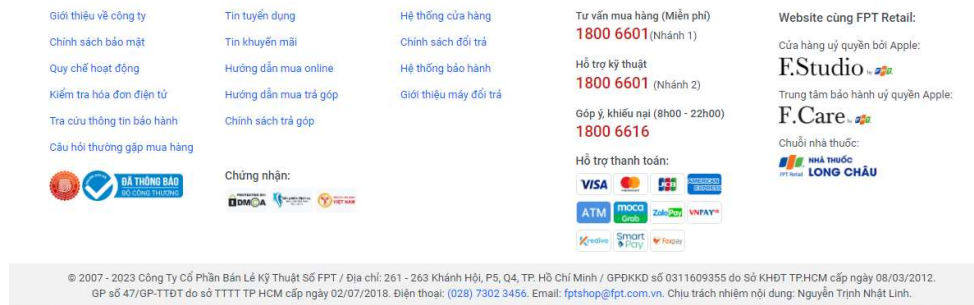 Giới thiệu về công ty
Chính sách bảo mật
Quy chế hoạt động
Kiểm tra hóa đơn điện tử
Tra cứu thông tin bảo hành
Câu hỏi thường gặp mua hàng
ĐÃ THÔNG BÁO
BỘ CÔNG THƯƠNG
Tin tuyển dụng
Tin khuyến mãi
Hướng dẫn mua online
Hướng dẫn mua trả góp
Chính sách trả góp
Chứng nhận:
DMCA
VIỆT NAM
Hệ thống cửa hàng
Chính sách đổi trả
Hệ thống bảo hành
Giới thiệu máy đổi trả
Tư vấn mua hàng (Miễn phí)
1800 6601 (Nhánh 1)
Hỗ trợ kỹ thuật
1800 6601 (Nhánh 2)
Góp ý, khiếu nại (8h00 - 22h00)
1800 6616
Hỗ trợ thanh toán:
VISA JCB AMERICAN EXPRESS
ATM moca Grab ZaloPay VNPAY
Kredivo Smart Pay Foxpay
Website cùng FPT Retail:
Cửa hàng uỷ quyền bởi Apple:
F.Studio by FPT
Trung tâm bảo hành uỷ quyền Apple:
F.Care by FPT
Chuỗi nhà thuốc:
FPT Retail NHÀ THUỐC
LONG CHÂU
© 2007 - 2023 Công Ty Cổ Phần Bán Lẻ Kỹ Thuật Số FPT / Địa chỉ: 261 - 263 Khánh Hội, P5, Q4, TP. Hồ Chí Minh / GPĐKKD số 0311609355 do Sở KHĐT TP.HCM cấp ngày 08/03/2012.
GP số 47/GP-TTĐT do sở TTTT TP HCM cấp ngày 02/07/2018. Điện thoại: (028) 7302 3456. Email: fptshop@fpt.com.vn. Chịu trách nhiệm nội dung: Nguyễn Trịnh Nhật Linh.